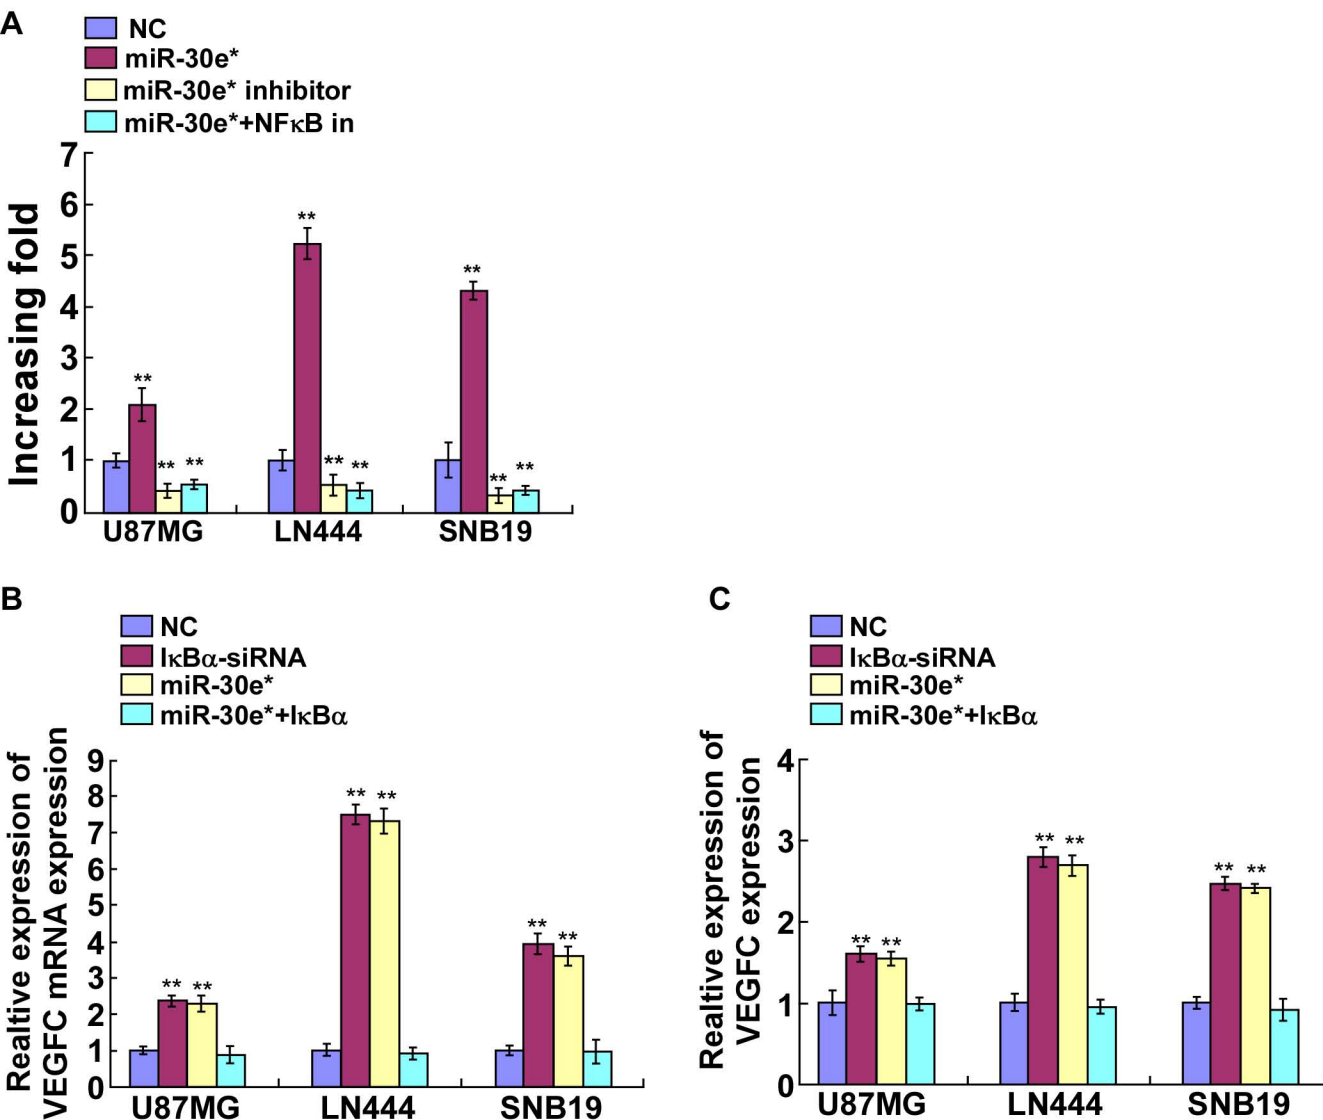 A
NC
miR-30e*
miR-30e* inhibitor
miR-30e*+NFκB in
7
6
5
4
3
2
1
0
Increasing fold
** ** **
** ** **
** ** **
U87MG LN444 SNB19
B
NC
IκBα-siRNA
miR-30e*
miR-30e*+IκBα
9
8
7
6
5
4
3
2
1
0
Realtive expression of
VEGFC mRNA expression
** **
** **
** **
U87MG LN444 SNB19
C
NC
IκBα-siRNA
miR-30e*
miR-30e*+IκBα
4
3
2
1
0
Realtive expression of
VEGFC expression
** **
** **
** **
U87MG LN444 SNB19